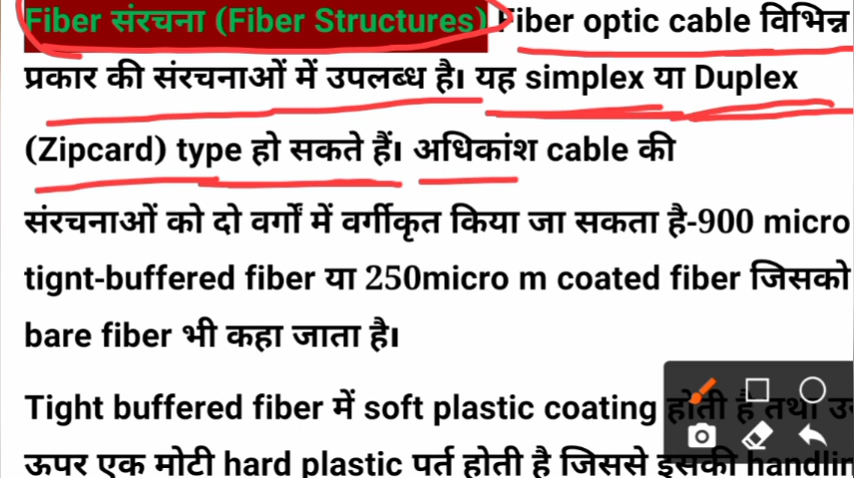 Fiber संरचना (Fiber Structures) Fiber optic cable विभिन्न
प्रकार की संरचनाओं में उपलब्ध है। यह simplex या Duplex
(Zipcard) type हो सकते हैं। अधिकांश cable की
संरचनाओं को दो वर्गों में वर्गीकृत किया जा सकता है-900 micro
tignt-buffered fiber या 250micro m coated fiber जिसको
bare fiber भी कहा जाता है।
Tight buffered fiber में soft plastic coating होती है तथा
ऊपर एक मोटी hard plastic पर्त होती है जिससे इसकी